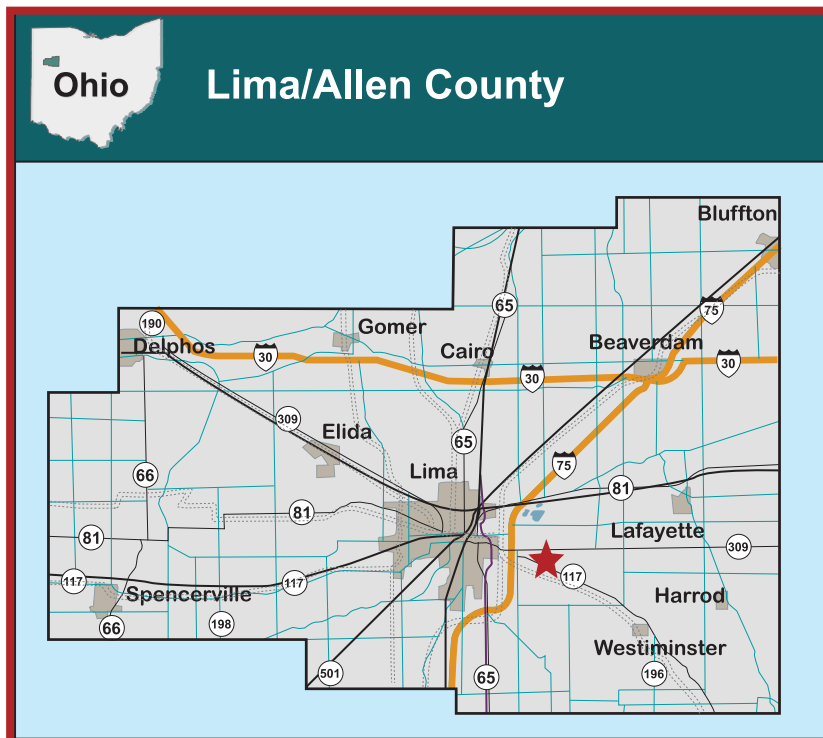 Ohio
Lima/Allen County
Bluffton
65
75
190
Gomer
Delphos
Cairo
Beaverdam
30
30
30
309
Elida
65
66
Lima
75
81
81
Lafayette
81
309
117
117
117
Spencerville
Harrod
66
198
Westiminster
501
65
196